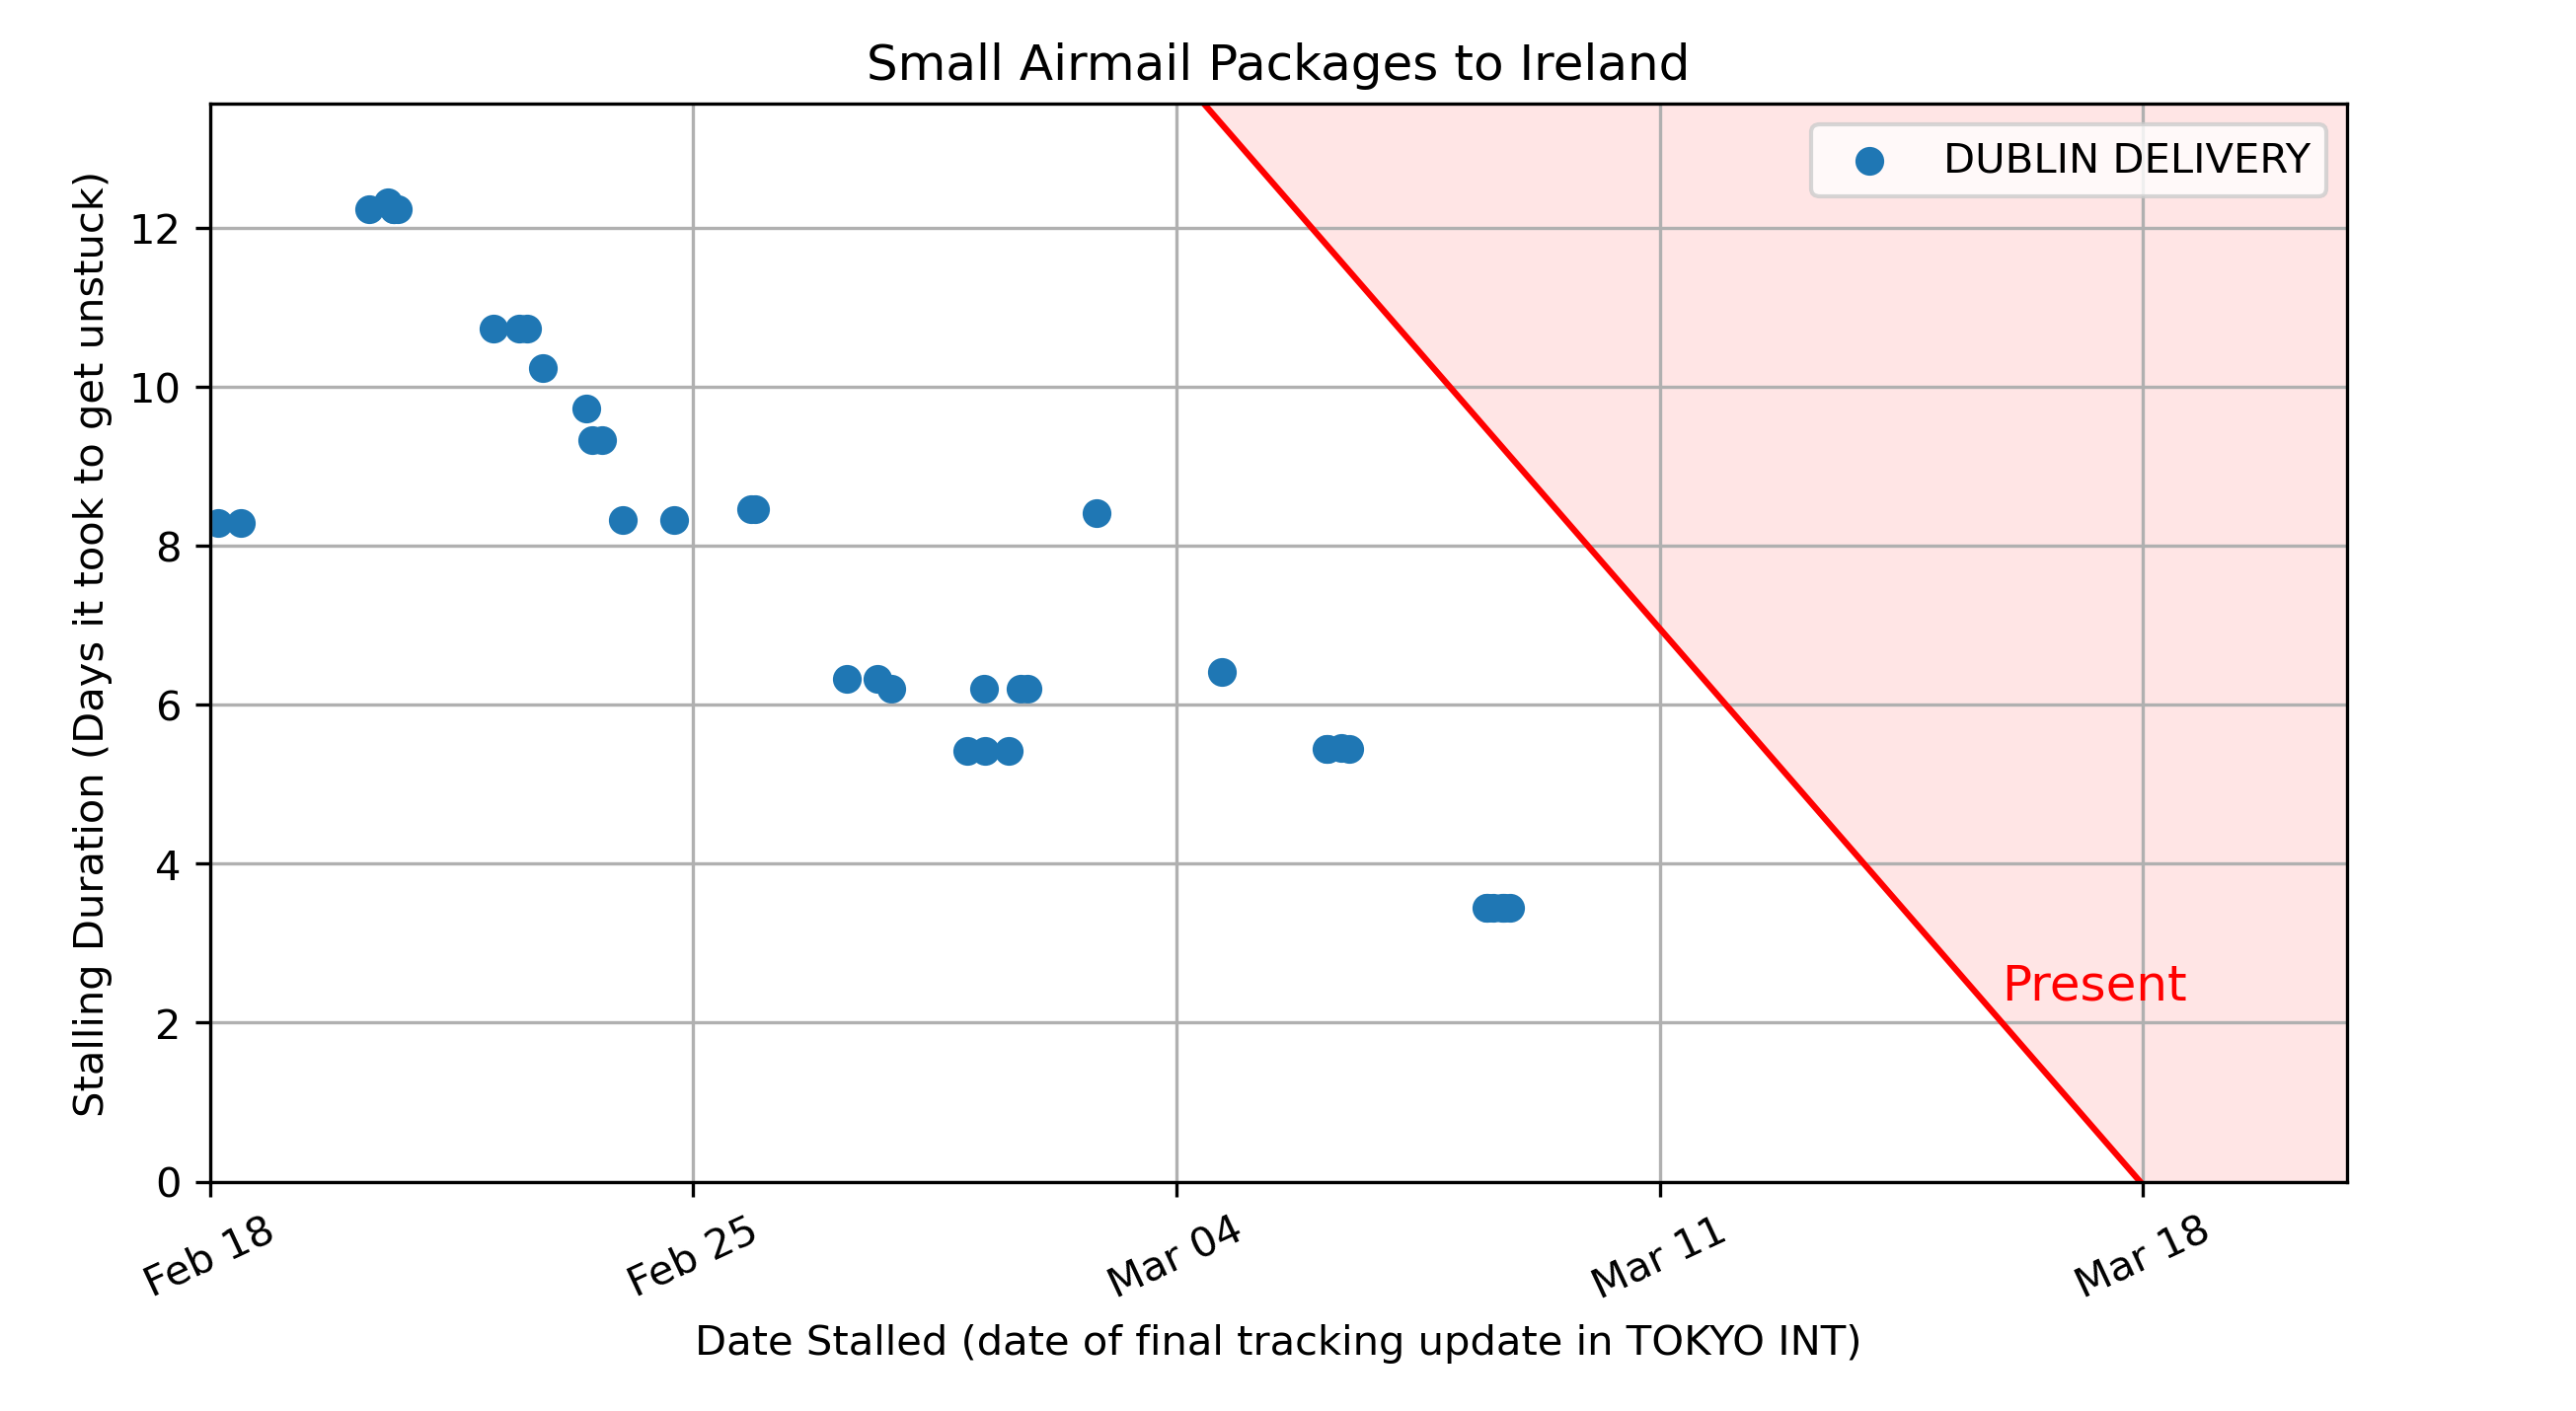 Small Airmail Packages to Ireland
DUBLIN DELIVERY
Stalling Duration (Days it took to get unstuck)
12
10
8
6
4
2
0
Present
Feb 18
Feb 25
Mar 04
Mar 11
Mar 18
Date Stalled (date of final tracking update in TOKYO INT)